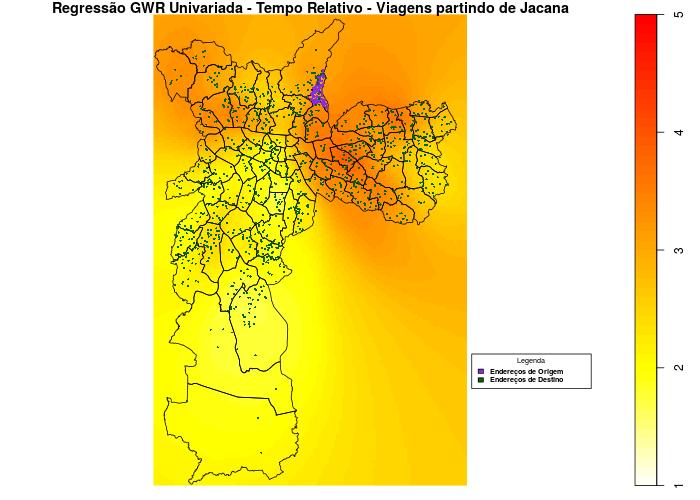 Regressão GWR Univariada - Tempo Relativo - Viagens partindo de Jacana
5
4
3
2
1
Legenda
Endereços de Origem
Endereços de Destino